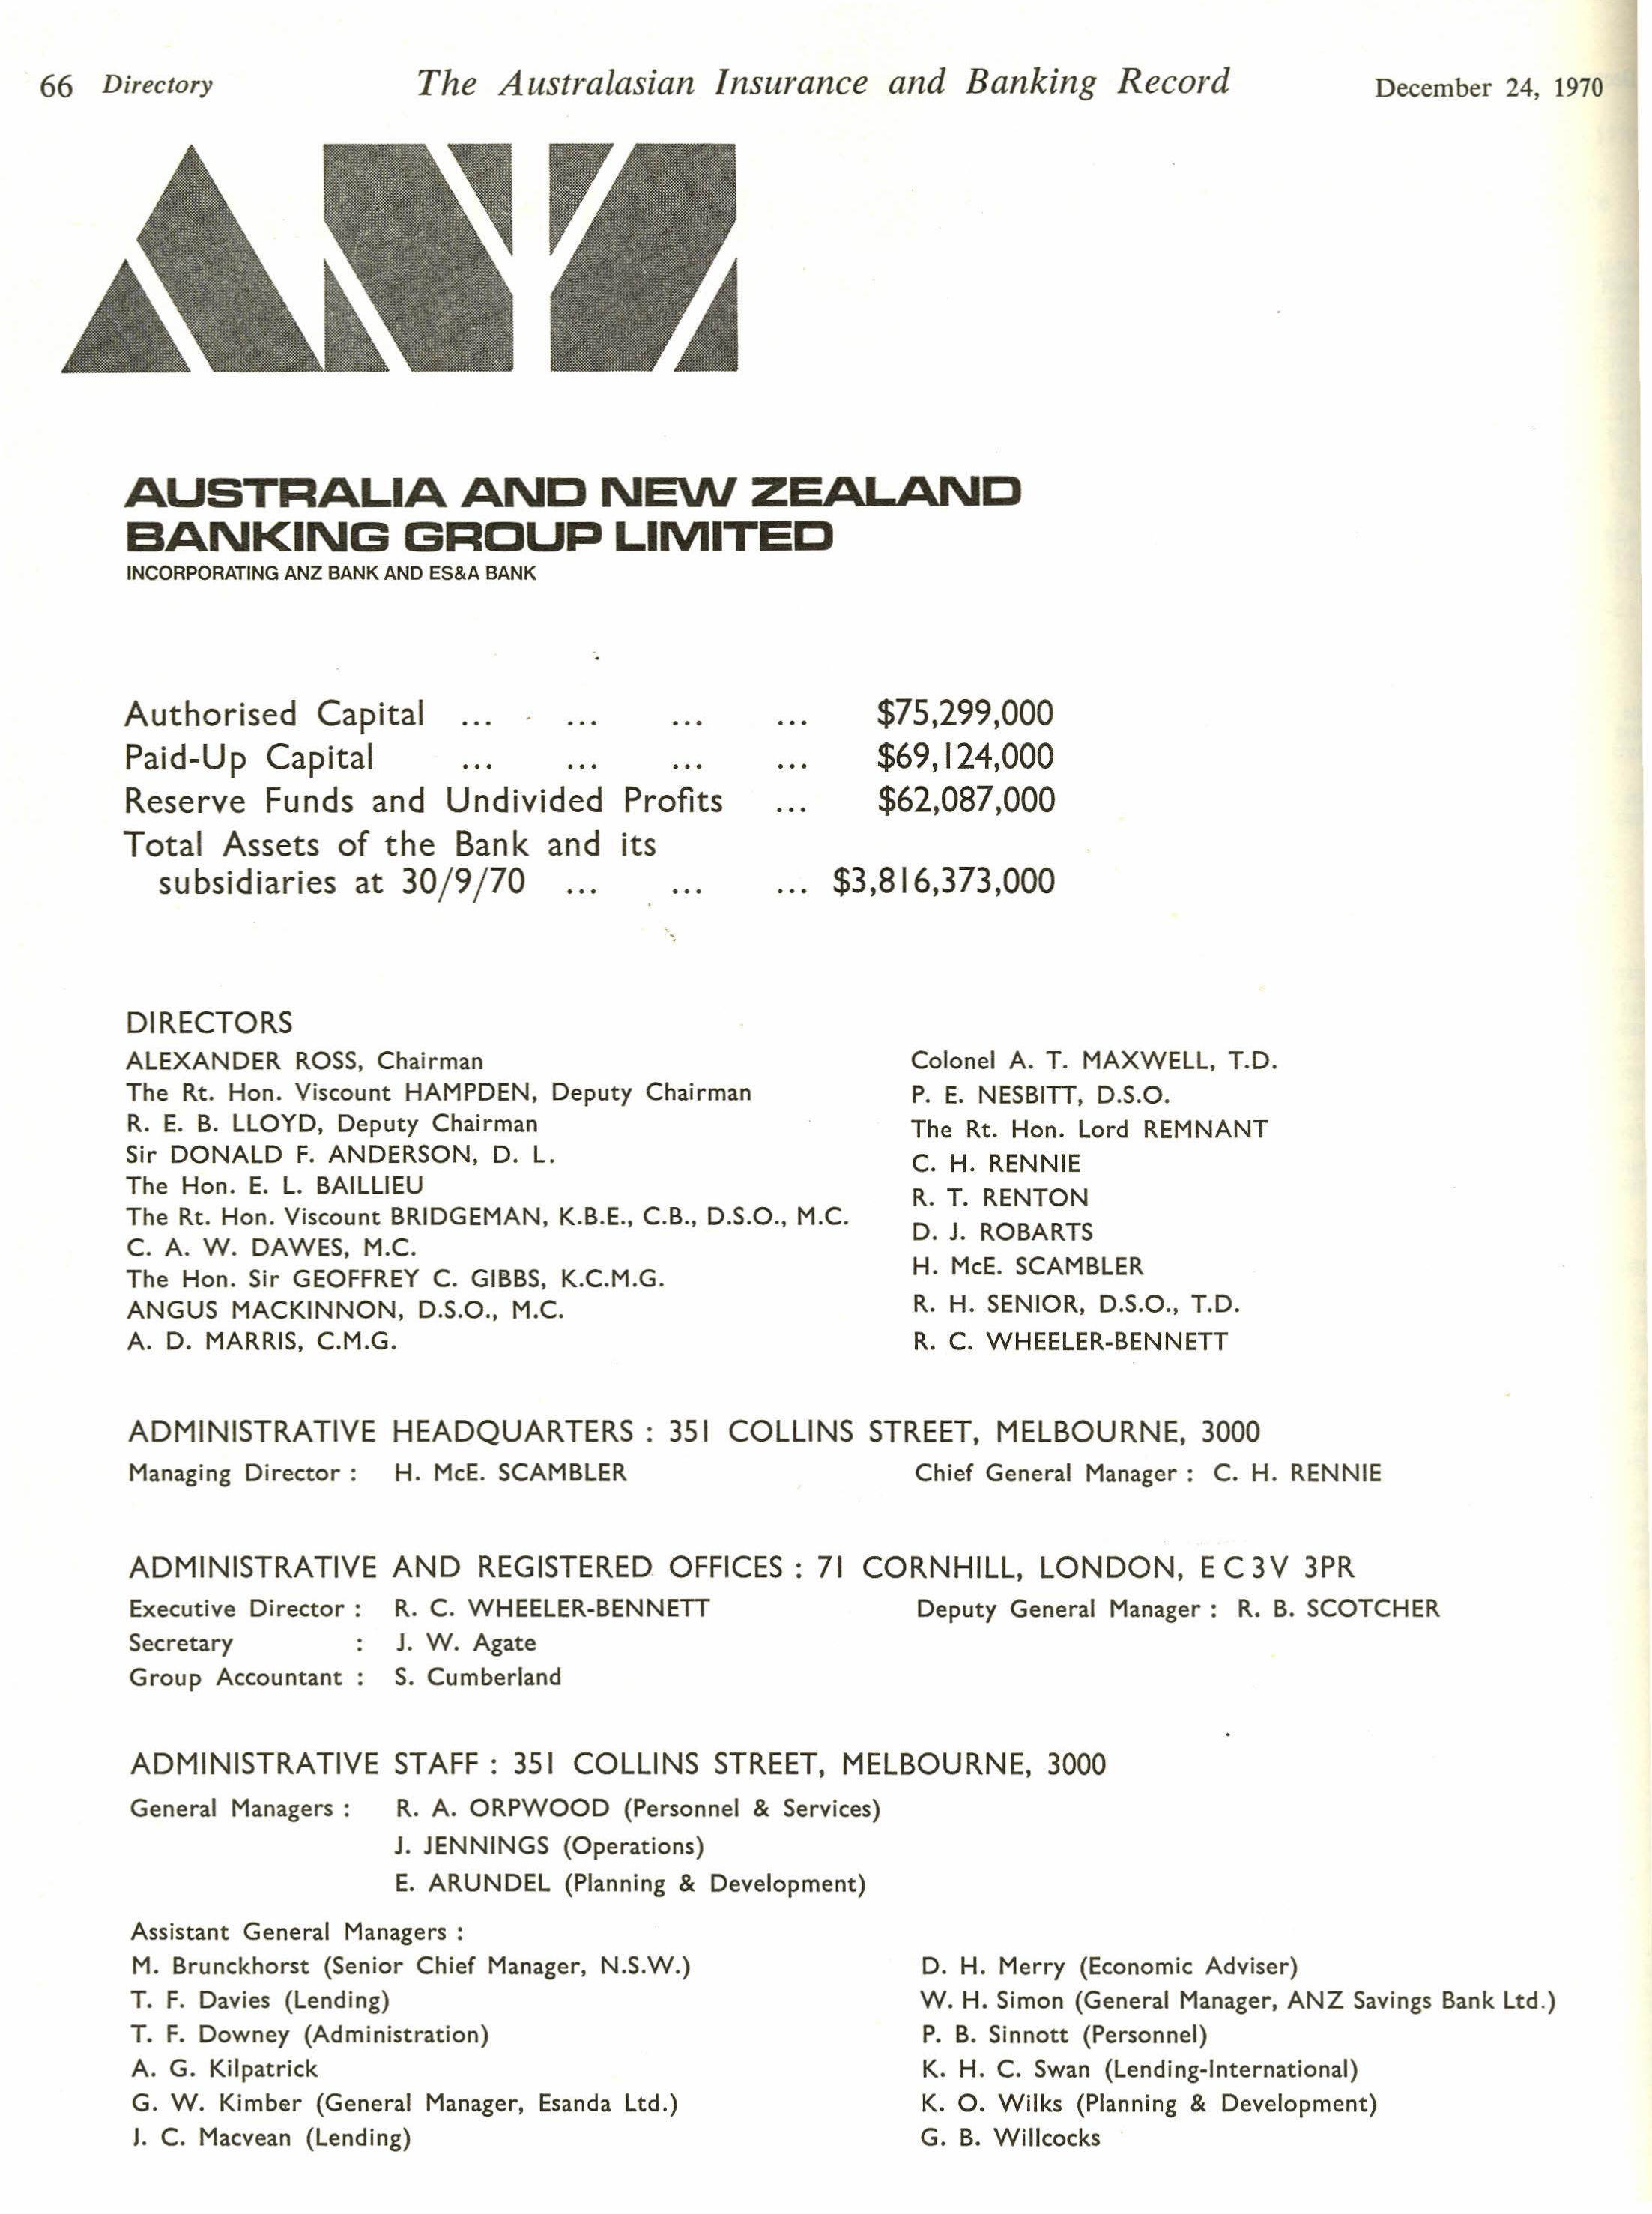 66 Directory The Australasian Insurance and Banking Record December 24, 1970
ANZ
AUSTRALIA AND NEW ZEALAND
BANKING GROUP LIMITED
INCORPORATING ANZ BANK AND ES&A BANK
Authorised Capital ... ... ... ... $75,299,000
Paid-Up Capital ... ... ... ... $69,124,000
Reserve Funds and Undivided Profits ... $62,087,000
Total Assets of the Bank and its
subsidiaries at 30/9/70 ... ... ... $3,816,373,000
DIRECTORS
ALEXANDER ROSS, Chairman
The Rt. Hon. Viscount HAMPDEN, Deputy Chairman
R. E. B. LLOYD, Deputy Chairman
Sir DONALD F. ANDERSON, D. L.
The Hon. E. L. BAILLIEU
The Rt. Hon. Viscount BRIDGEMAN, K.B.E., C.B., D.S.O., M.C.
C. A. W. DAWES, M.C.
The Hon. Sir GEOFFREY C. GIBBS, K.C.M.G.
ANGUS MACKINNON, D.S.O., M.C.
A. D. MARRIS, C.M.G.
Colonel A. T. MAXWELL, T.D.
P. E. NESBITT, D.S.O.
The Rt. Hon. Lord REMNANT
C. H. RENNIE
R. T. RENTON
D. J. ROBARTS
H. McE. SCAMBLER
R. H. SENIOR, D.S.O., T.D.
R. C. WHEELER-BENNETT
ADMINISTRATIVE HEADQUARTERS : 351 COLLINS STREET, MELBOURNE, 3000
Managing Director : H. McE. SCAMBLER Chief General Manager : C. H. RENNIE
ADMINISTRATIVE AND REGISTERED OFFICES : 71 CORNHILL, LONDON, E C 3 V 3PR
Executive Director : R. C. WHEELER-BENNETT Deputy General Manager : R. B. SCOTCHER
Secretary : J. W. Agate
Group Accountant : S. Cumberland
ADMINISTRATIVE STAFF : 351 COLLINS STREET, MELBOURNE, 3000
General Managers : R. A. ORPWOOD (Personnel & Services)
J. JENNINGS (Operations)
E. ARUNDEL (Planning & Development)
Assistant General Managers :
M. Brunckhorst (Senior Chief Manager, N.S.W.)
T. F. Davies (Lending)
T. F. Downey (Administration)
A. G. Kilpatrick
G. W. Kimber (General Manager, Esanda Ltd.)
J. C. Macvean (Lending)
D. H. Merry (Economic Adviser)
W. H. Simon (General Manager, ANZ Savings Bank Ltd.)
P. B. Sinnott (Personnel)
K. H. C. Swan (Lending-International)
K. O. Wilks (Planning & Development)
G. B. Willcocks